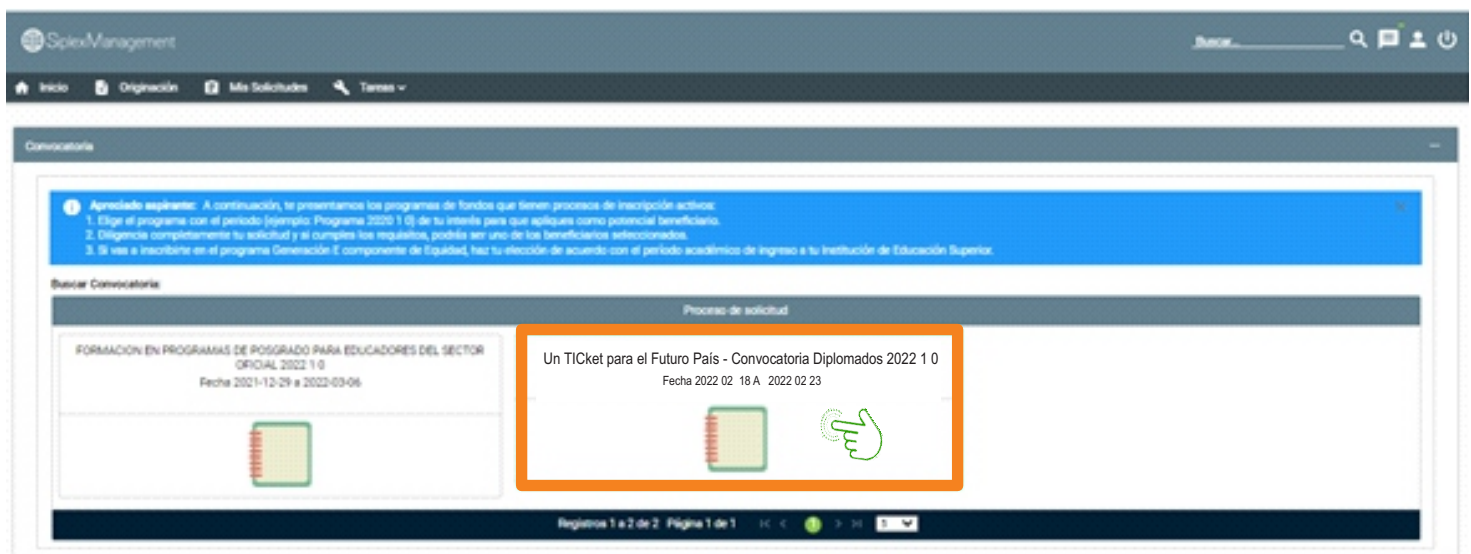 SiplexManagement
Buscar...
Inicio Originación Mis Solicitudes Tareas
Convocatoria
Apreciado aspirante: A continuación, te presentamos los programas de fondos que tienen procesos de inscripción activos:
1. Elige el programa con el periodo (ejemplo: Programa 2020 1 0) de tu interés para que apliques como potencial beneficiario.
2. Diligencia completamente tu solicitud y si cumples los requisitos, podrás ser uno de los beneficiarios seleccionados.
3. Si vas a inscribirte en el programa Generación E componente de Equidad, haz tu elección de acuerdo con el periodo académico de ingreso a tu Institución de Educación Superior.
Buscar Convocatoria:
Proceso de solicitud
FORMACION EN PROGRAMAS DE POSGRADO PARA EDUCADORES DEL SECTOR
OFICIAL 2022 1 0
Fecha 2021-12-29 a 2022-03-06
Un TICket para el Futuro País - Convocatoria Diplomados 2022 1 0
Fecha 2022 02 18 A 2022 02 23
Registros 1 a 2 de 2 Página 1 de 1 1